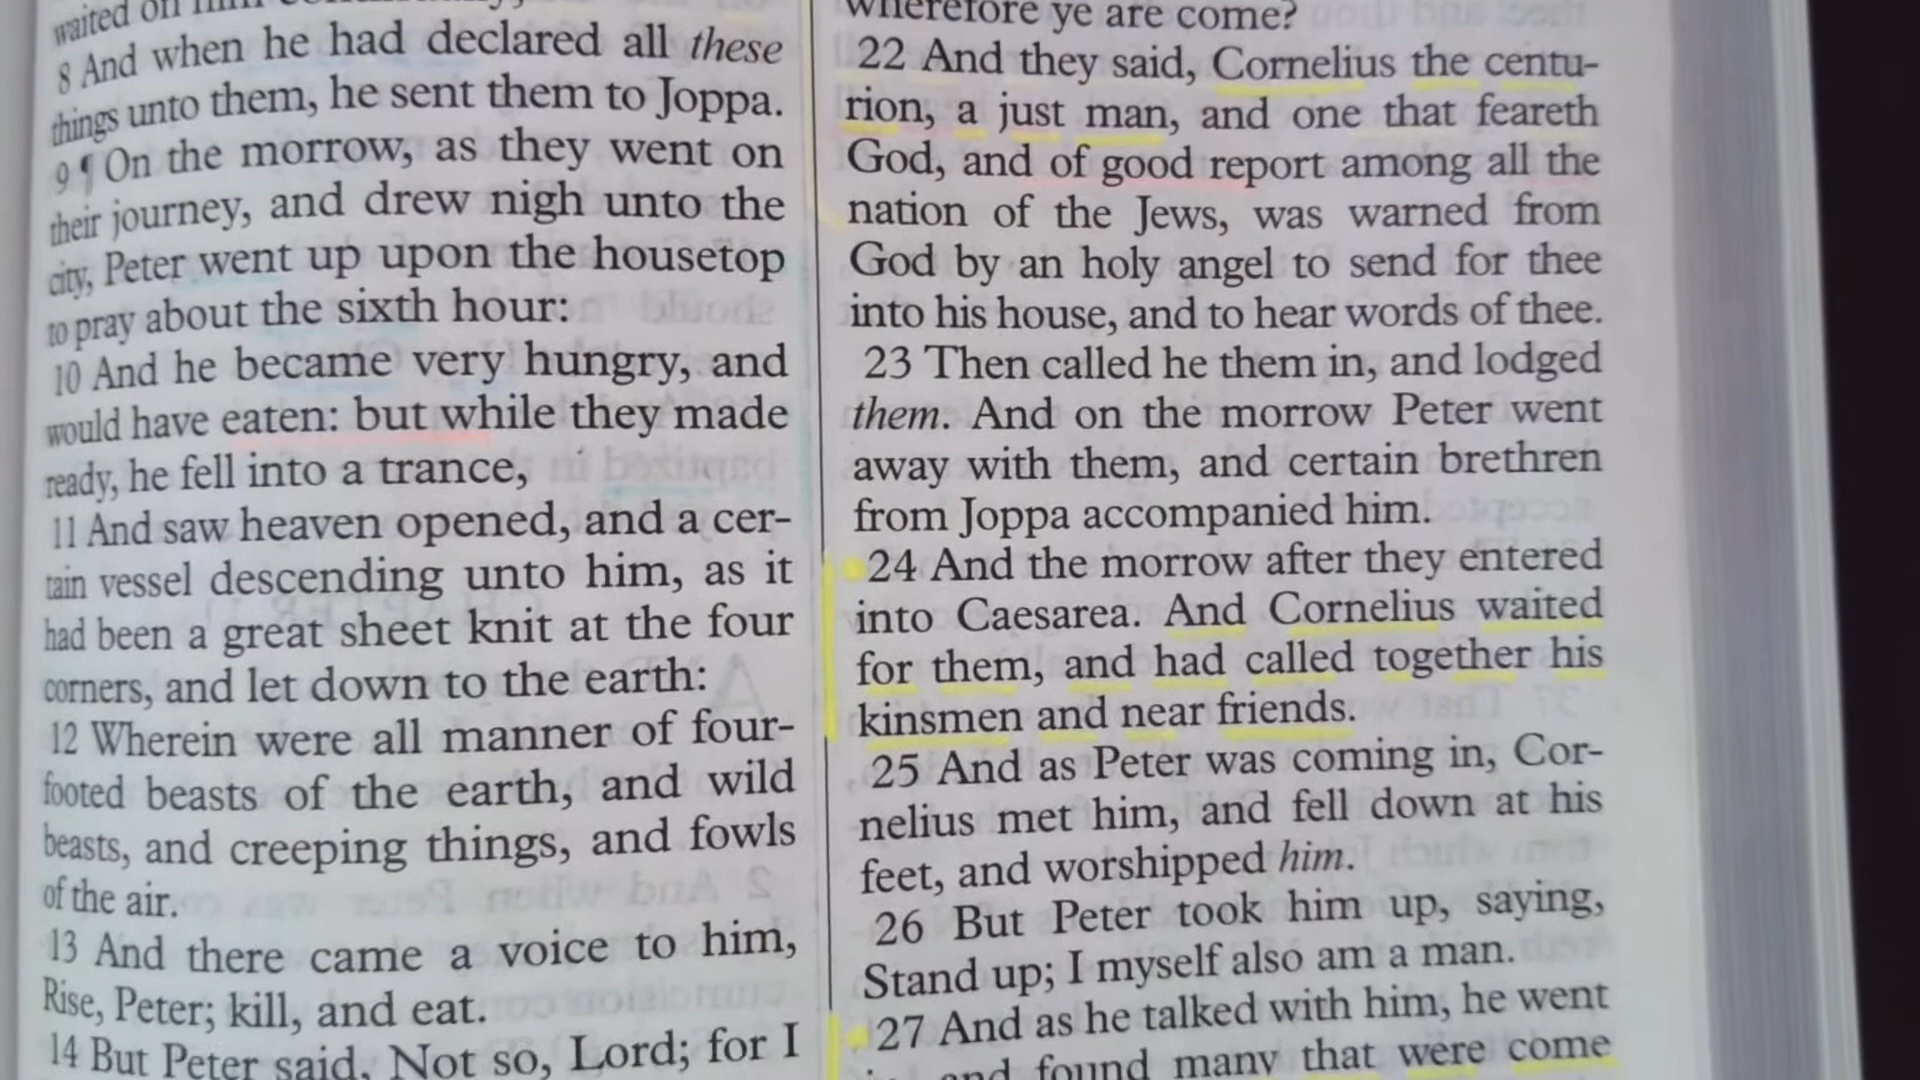 waited on him
8 And when he had declared all these
things unto them, he sent them to Joppa.
9 ¶ On the morrow, as they went on
their journey, and drew nigh unto the
city, Peter went up upon the housetop
to pray about the sixth hour:
10 And he became very hungry, and
would have eaten: but while they made
ready, he fell into a trance,
11 And saw heaven opened, and a cer-
tain vessel descending unto him, as it
had been a great sheet knit at the four
corners, and let down to the earth:
12 Wherein were all manner of four-
footed beasts of the earth, and wild
beasts, and creeping things, and fowls
of the air.
13 And there came a voice to him,
Rise, Peter; kill, and eat.
14 But Peter said, Not so, Lord; for I
wherefore ye are come?
22 And they said, Cornelius the centu-
rion, a just man, and one that feareth
God, and of good report among all the
nation of the Jews, was warned from
God by an holy angel to send for thee
into his house, and to hear words of thee.
23 Then called he them in, and lodged
them. And on the morrow Peter went
away with them, and certain brethren
from Joppa accompanied him.
24 And the morrow after they entered
into Caesarea. And Cornelius waited
for them, and had called together his
kinsmen and near friends.
25 And as Peter was coming in, Cor-
nelius met him, and fell down at his
feet, and worshipped him.
26 But Peter took him up, saying,
Stand up; I myself also am a man.
27 And as he talked with him, he went
and found many that were come